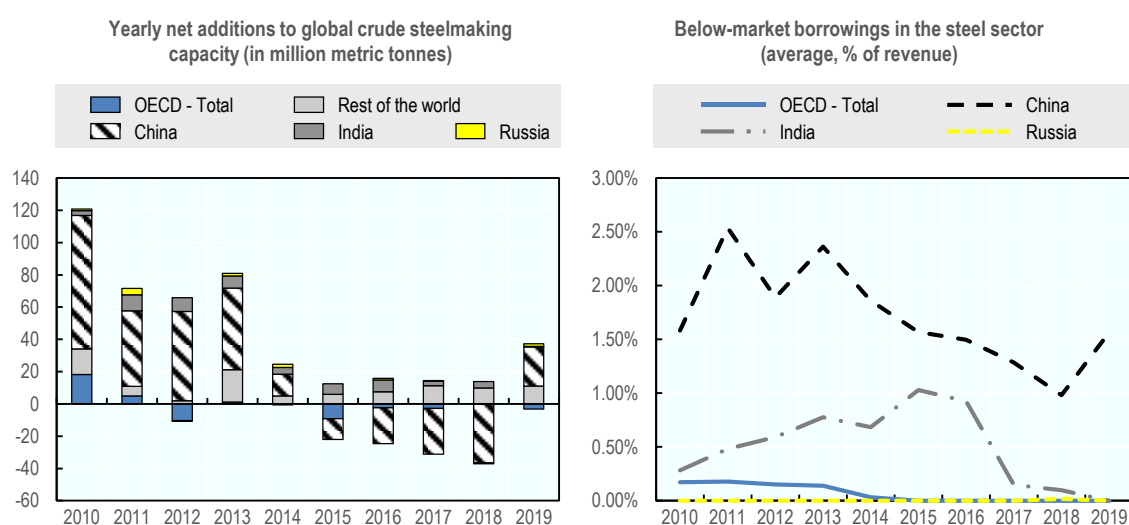 Yearly net additions to global crude steelmaking
capacity (in million metric tonnes)
OECD - Total Rest of the world
China India Russia
140
120
100
80
60
40
20
0
-20
-40
-60
2010 2011 2012 2013 2014 2015 2016 2017 2018 2019
Below-market borrowings in the steel sector
(average, % of revenue)
OECD - Total China
India Russia
3.00%
2.50%
2.00%
1.50%
1.00%
0.50%
0.00%
2010 2011 2012 2013 2014 2015 2016 2017 2018 2019